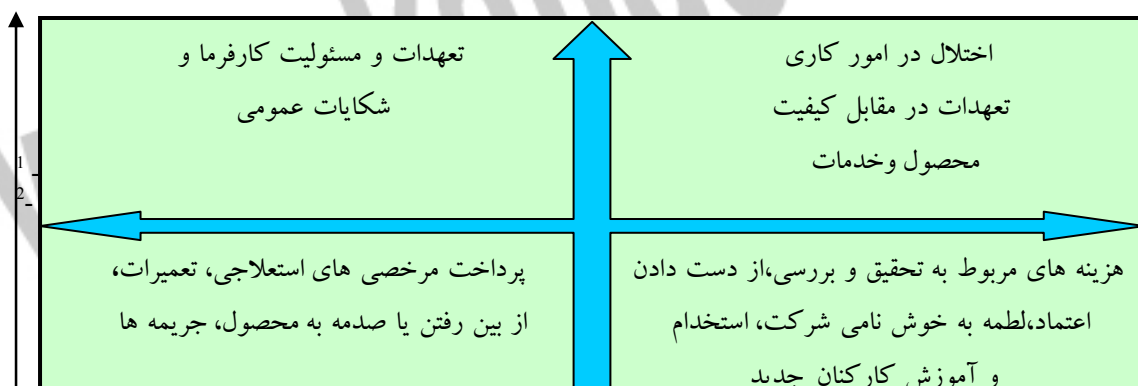 اختلال در امور کاری
تعهدات در مقابل کیفیت
محصول وخدمات
تعهدات و مسئولیت کارفرما و
شکایات عمومی
1
2
هزینه های مربوط به تحقیق و بررسی،از دست دادن
اعتماد،لطمه به خوش نامی شرکت، استخدام
و آموزش کارکنان جدید
پرداخت مرخصی های استعلاجی، تعمیرات،
از بین رفتن یا صدمه به محصول، جریمه ها